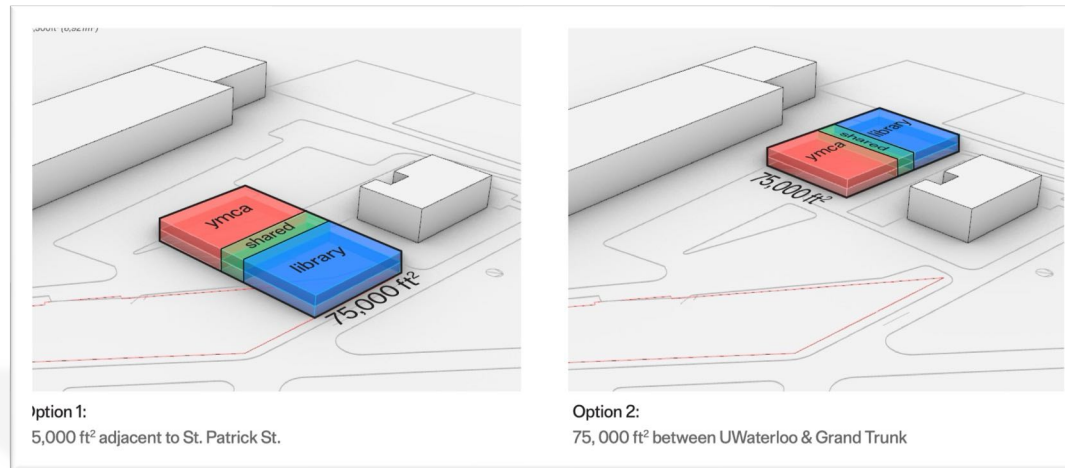 ymca
shared
library
75,000 ft²
Option 1:
5,000 ft² adjacent to St. Patrick St.
ymca
shared
library
75,000 ft²
Option 2:
75, 000 ft² between UWaterloo & Grand Trunk